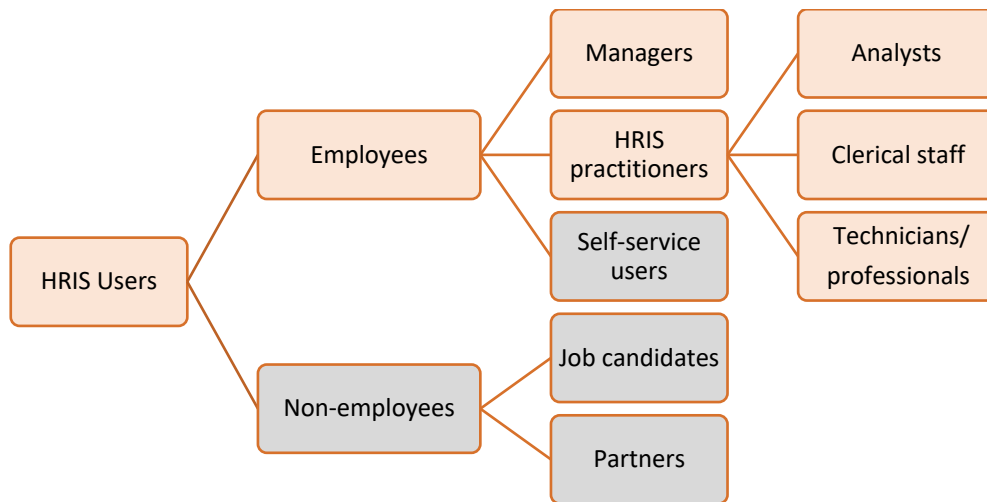 HRIS Users
Employees
Non-employees
Managers
HRIS
practitioners
Self-service
users
Job candidates
Partners
Analysts
Clerical staff
Technicians/
professionals